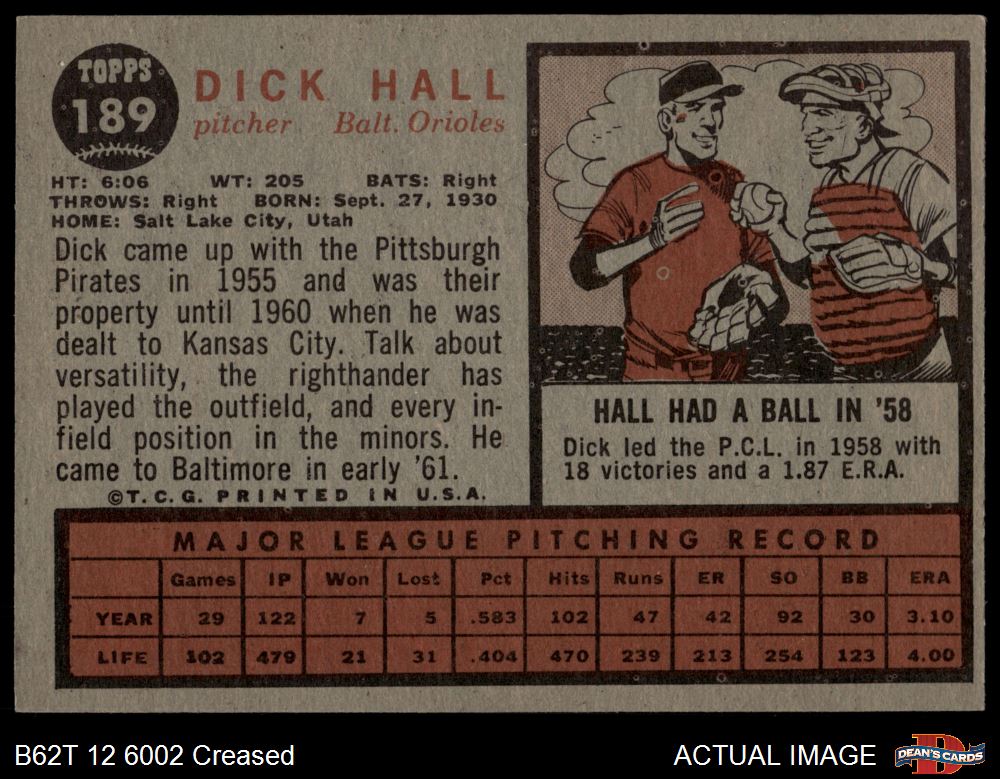 TOPPS
189
DICK HALL
pitcher Balt. Orioles
HT: 6:06 WT: 205 BATS: Right
THROWS: Right BORN: Sept. 27, 1930
HOME: Salt Lake City, Utah
Dick came up with the Pittsburgh
Pirates in 1955 and was their
property until 1960 when he was
dealt to Kansas City. Talk about
versatility, the righthander has
played the outfield, and every in-
field position in the minors. He
came to Baltimore in early '61.
©T.C.G. PRINTED IN U.S.A.
HALL HAD A BALL IN '58
Dick led the P.C.L. in 1958 with
18 victories and a 1.87 E.R.A.
MAJOR LEAGUE PITCHING RECORD
Games IP Won Lost Pct Hits Runs ER SO BB ERA
YEAR 29 122 7 5 .583 102 47 42 92 30 3.10
LIFE 102 479 21 31 .404 470 239 213 254 123 4.00
B62T 12 6002 Creased
ACTUAL IMAGE
DEAN'S CARDS